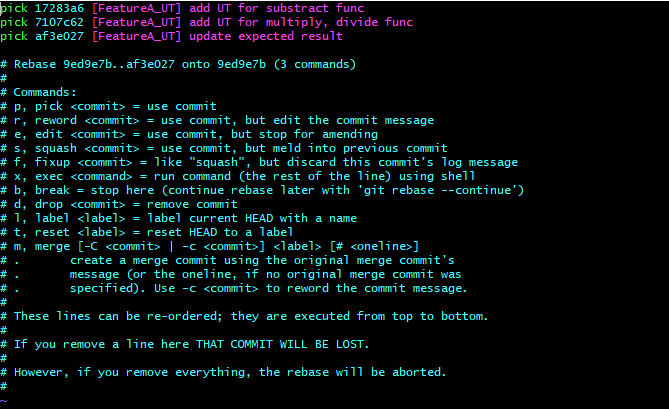 pick 17283a6 [FeatureA_UT] add UT for substract func
pick 7107c62 [FeatureA_UT] add UT for multiply, divide func
pick af3e027 [FeatureA_UT] update expected result

# Rebase 9ed9e7b..af3e027 onto 9ed9e7b (3 commands)
#
# Commands:
# p, pick <commit> = use commit
# r, reword <commit> = use commit, but edit the commit message
# e, edit <commit> = use commit, but stop for amending
# s, squash <commit> = use commit, but meld into previous commit
# f, fixup <commit> = like "squash", but discard this commit's log message
# x, exec <command> = run command (the rest of the line) using shell
# b, break = stop here (continue rebase later with 'git rebase --continue')
# d, drop <commit> = remove commit
# l, label <label> = label current HEAD with a name
# t, reset <label> = reset HEAD to a label
# m, merge [-C <commit> | -c <commit>] <label> [# <oneline>]
# .       create a merge commit using the original merge commit's
# .       message (or the oneline, if no original merge commit was
# .       specified). Use -c <commit> to reword the commit message.
#
# These lines can be re-ordered; they are executed from top to bottom.
#
# If you remove a line here THAT COMMIT WILL BE LOST.
#
# However, if you remove everything, the rebase will be aborted.
#
~